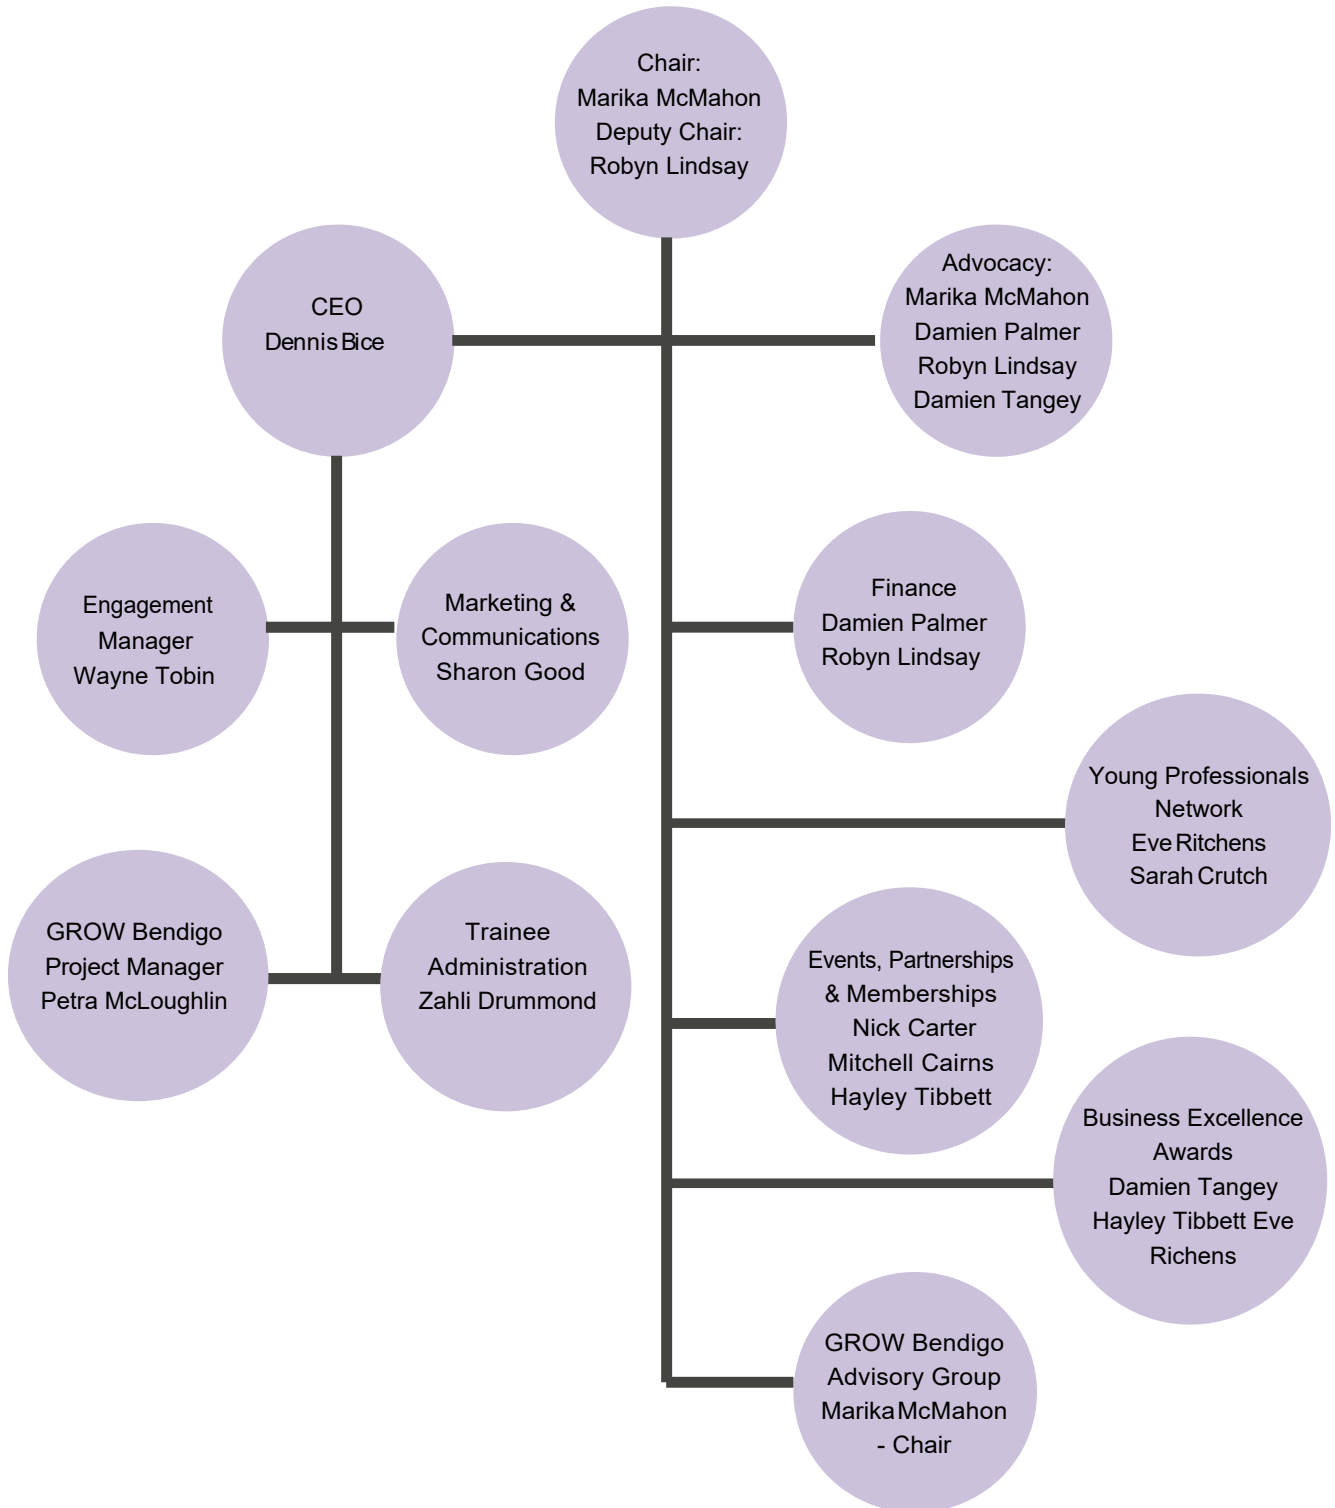 Chair:
Marika McMahon
Deputy Chair:
Robyn Lindsay
CEO
Dennis Bice
Advocacy:
Marika McMahon
Damien Palmer
Robyn Lindsay
Damien Tangey
Engagement
Manager
Wayne Tobin
Marketing &
Communications
Sharon Good
Finance
Damien Palmer
Robyn Lindsay
Young Professionals
Network
Eve Ritchens
Sarah Crutch
GROW Bendigo
Project Manager
Petra McLoughlin
Trainee
Administration
Zahli Drummond
Events, Partnerships
& Memberships
Nick Carter
Mitchell Cairns
Hayley Tibbett
Business Excellence
Awards
Damien Tangey
Hayley Tibbett Eve
Richens
GROW Bendigo
Advisory Group
Marika McMahon
- Chair